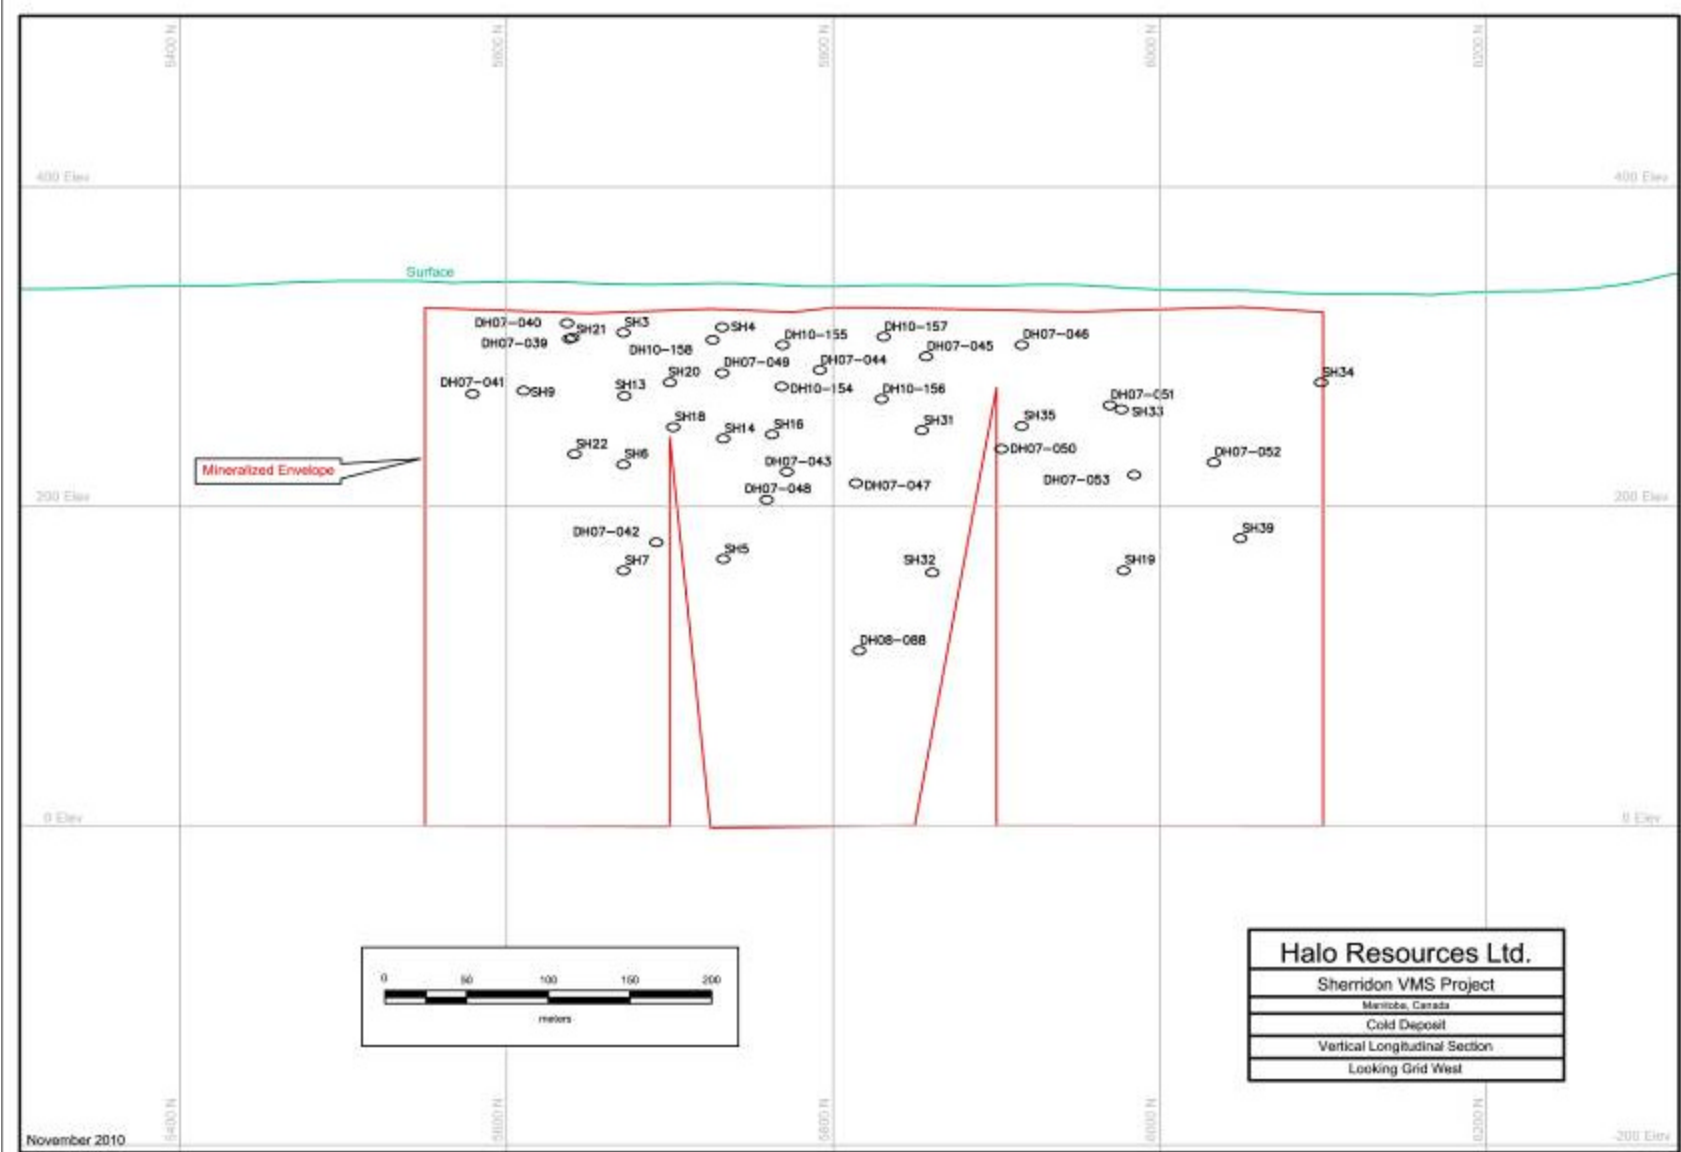 5400 N
5600 N
5800 N
6000 N
6200 N
400 Elev
400 Elev
Surface
DH07-040
SH21
SH3
SH4
DH07-039
DH10-158
DH10-155
DH10-157
DH07-045
DH07-046
DH07-041
SH9
SH13
SH20
DH07-049
DH07-044
DH10-154
DH10-156
SH34
DH07-051
SH33
SH18
SH14
SH16
SH31
SH35
SH22
SH6
DH07-043
DH07-050
DH07-052
Mineralized Envelope
DH07-048
DH07-047
DH07-053
200 Elev
200 Elev
DH07-042
SH7
SH5
SH32
SH19
SH39
DH08-088
0 Elev
0 Elev
0 50 100 150 200
meters
Halo Resources Ltd.
Sherridon VMS Project
Manitoba, Canada
Cold Deposit
Vertical Longitudinal Section
Looking Grid West
5400 N
5600 N
5800 N
6000 N
6200 N
November 2010
-200 Elev